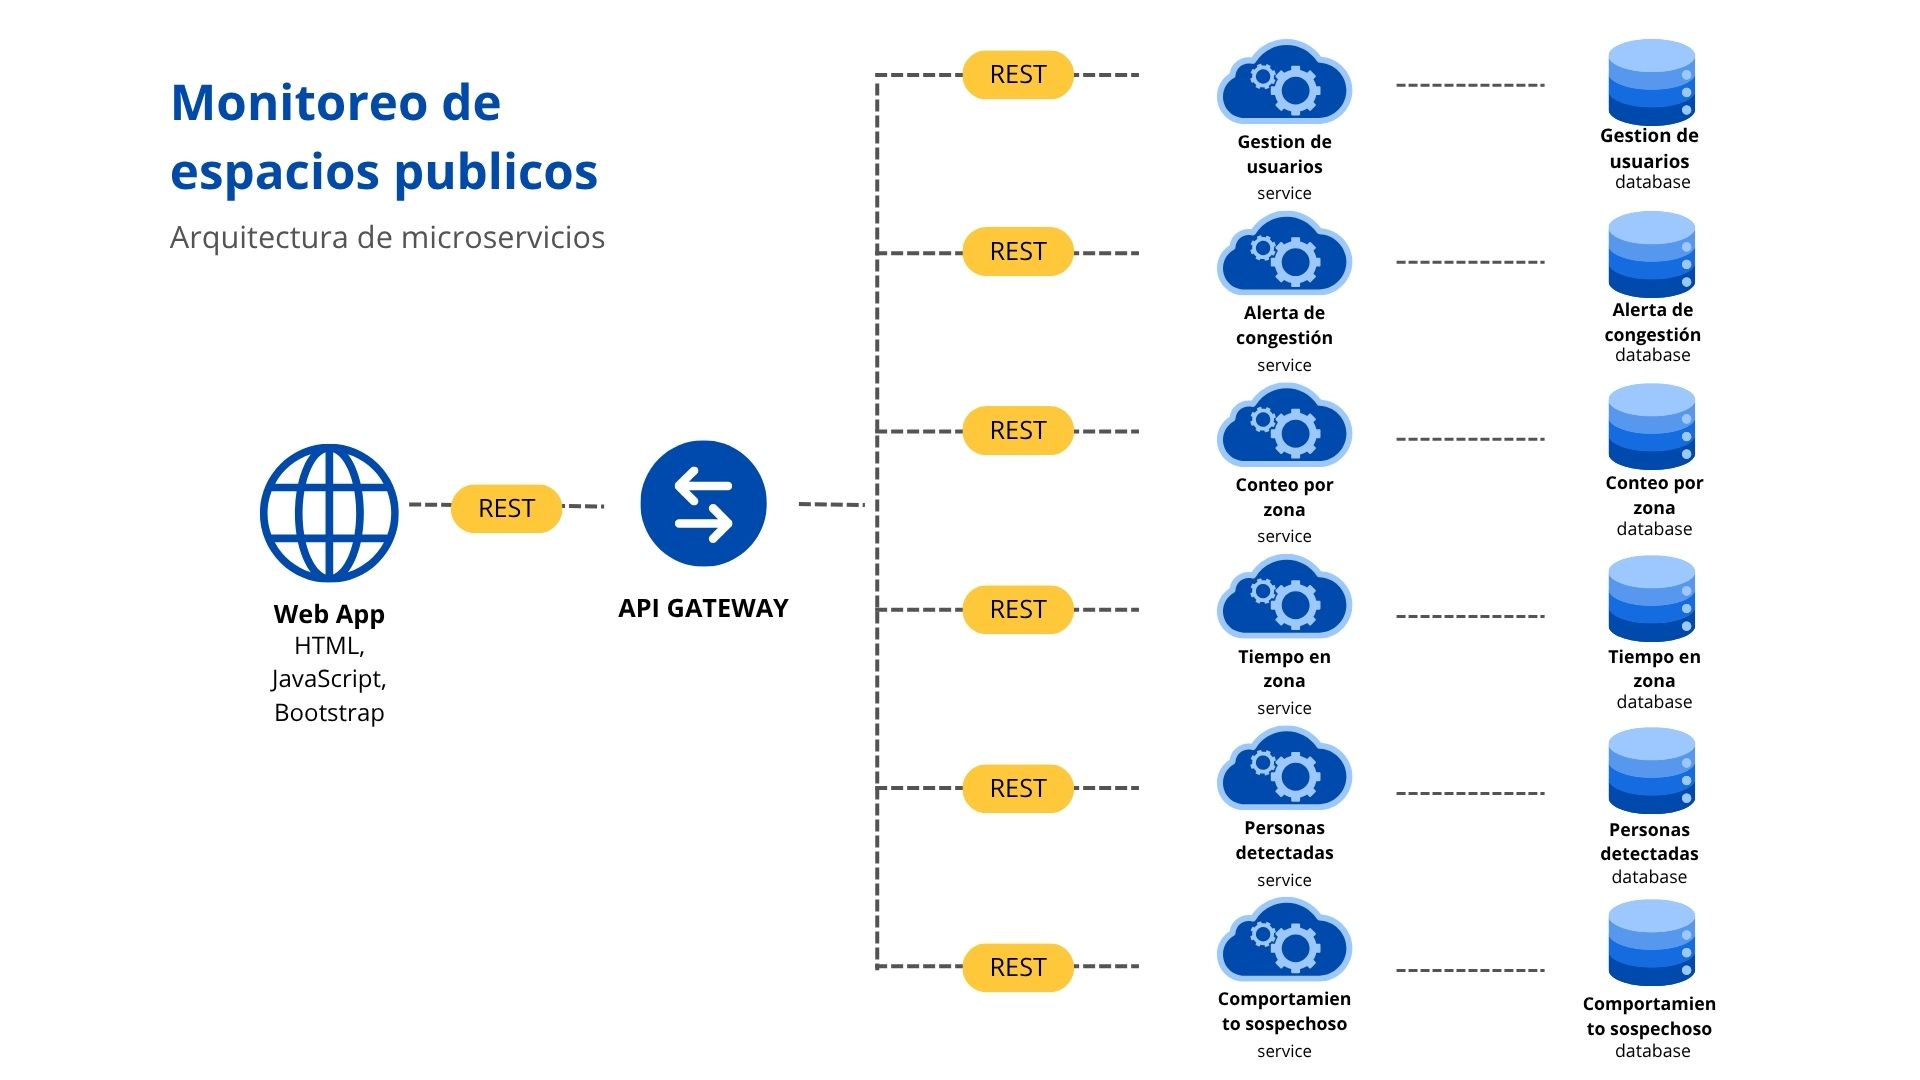 Monitoreo de
espacios publicos
Arquitectura de microservicios
Web App
HTML,
JavaScript,
Bootstrap
REST
API GATEWAY
REST
Gestion de
usuarios
service
Gestion de
usuarios
database
REST
Alerta de
congestión
service
Alerta de
congestión
database
REST
Conteo por
zona
service
Conteo por
zona
database
REST
Tiempo en
zona
service
Tiempo en
zona
database
REST
Personas
detectadas
service
Personas
detectadas
database
REST
Comportamien
to sospechoso
service
Comportamien
to sospechoso
database